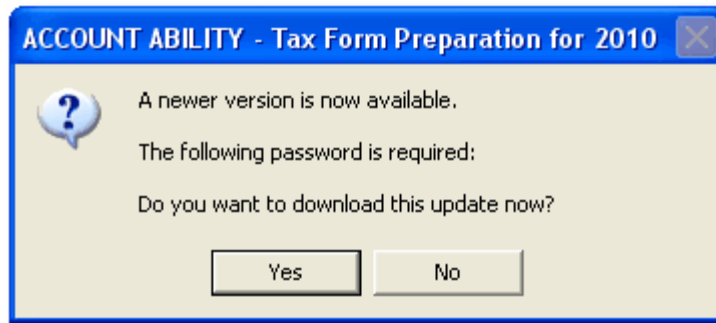 ACCOUNT ABILITY - Tax Form Preparation for 2010
A newer version is now available.
The following password is required:
Do you want to download this update now?
Yes No